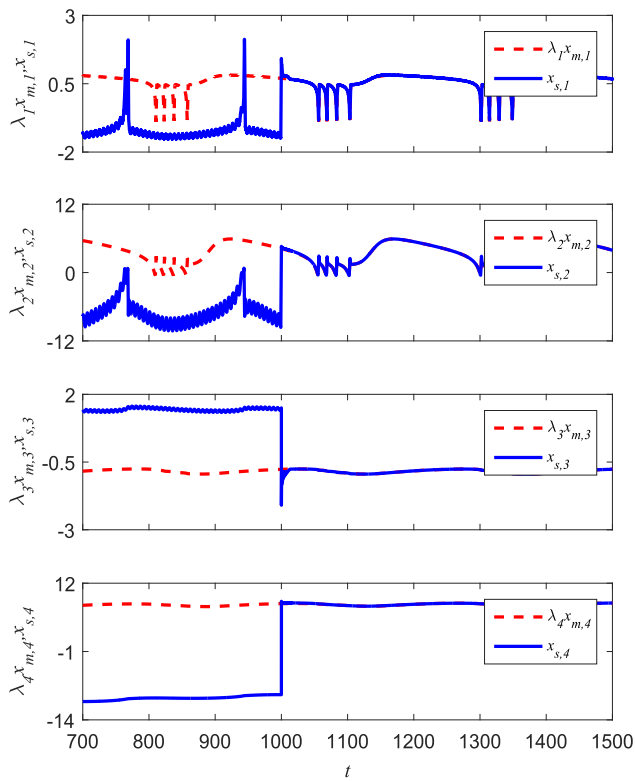 3
0.5
-2
λ1xm,1,xs,1
λ1xm,1
xs,1
12
0
-12
λ2xm,2,xs,2
λ2xm,2
xs,2
2
-0.5
-3
λ3xm,3,xs,3
λ3xm,3
xs,3
12
-1
-14
λ4xm,4,xs,4
λ4xm,4
xs,4
700 800 900 1000 1100 1200 1300 1400 1500
t